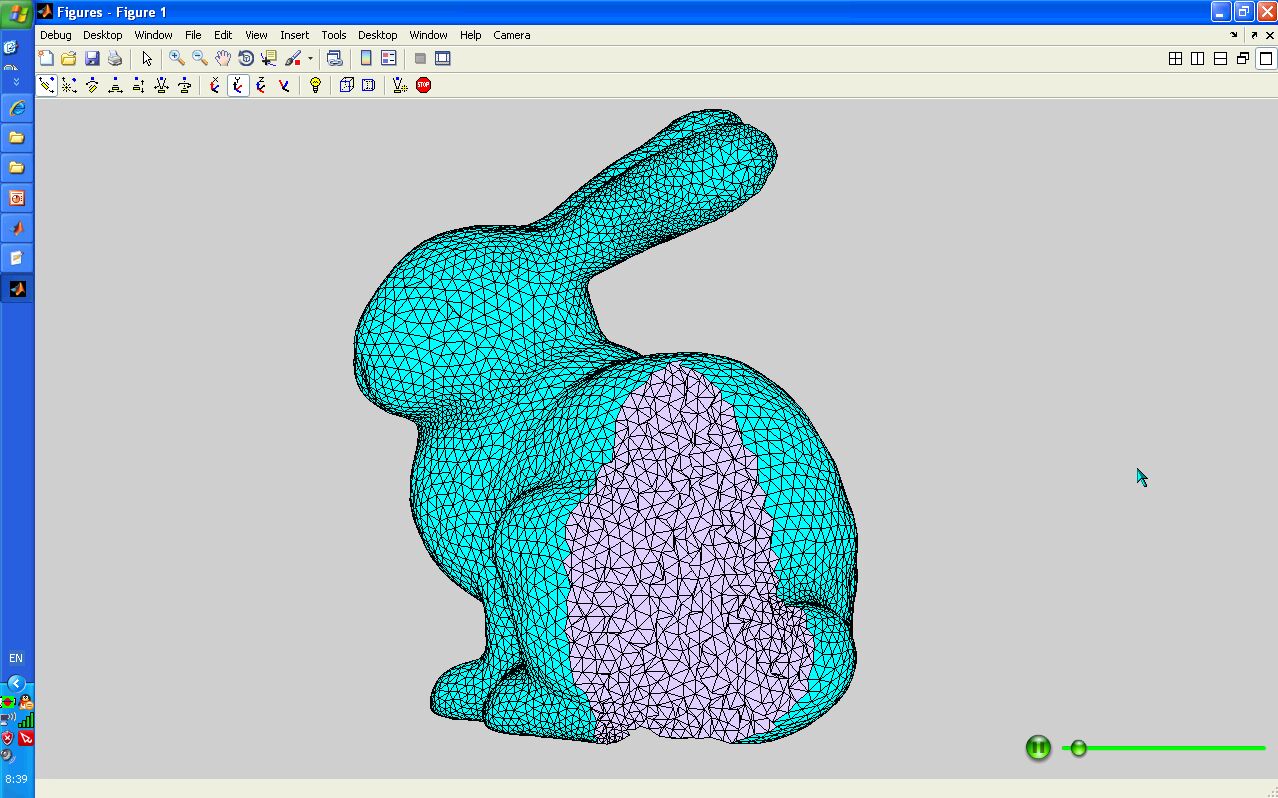 Figures - Figure 1
Debug Desktop Window File Edit View Insert Tools Desktop Window Help Camera
STOP
EN
8:39